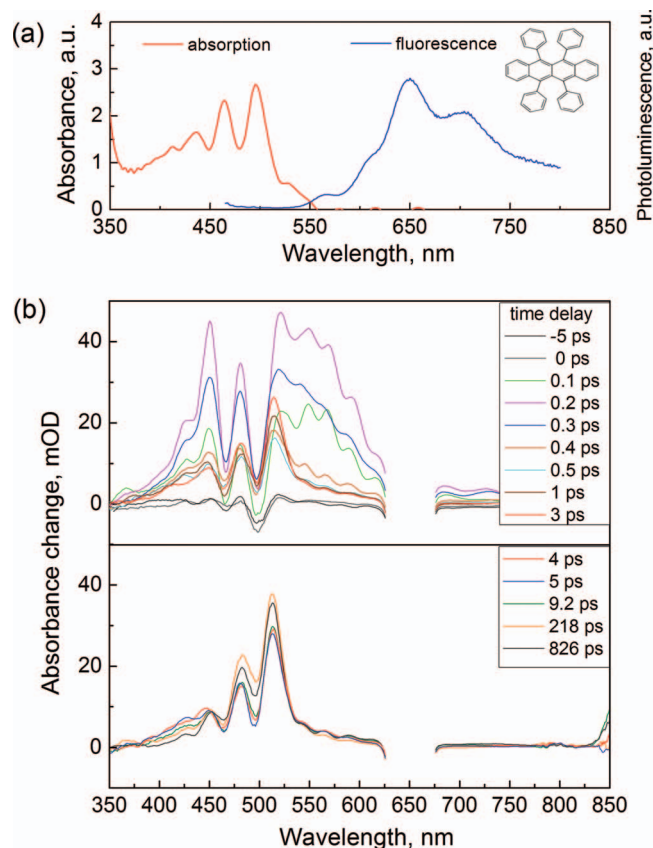 (a)
absorption
fluorescence
Absorbance, a.u.
Photoluminescence, a.u.
4
3
2
1
0
350 450 550 650 750 850
Wavelength, nm
(b)
Absorbance change, mOD
40
20
0
time delay
-5 ps
0 ps
0.1 ps
0.2 ps
0.3 ps
0.4 ps
0.5 ps
1 ps
3 ps
40
20
0
4 ps
5 ps
9.2 ps
218 ps
826 ps
350 400 450 500 550 600 650 700 750 800 850
Wavelength, nm